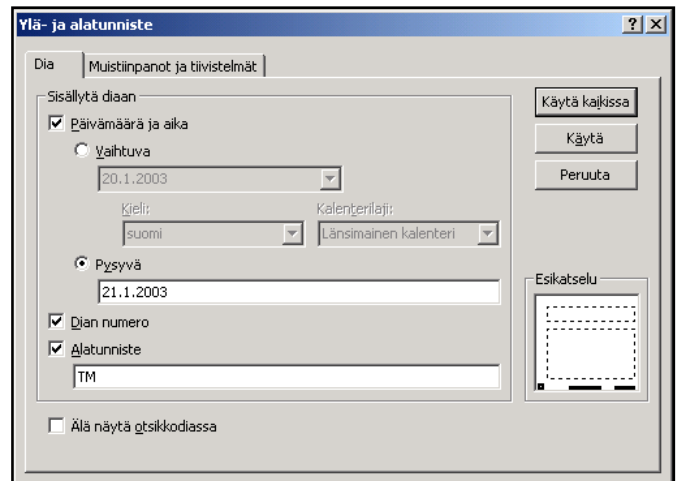 Ylä- ja alatunniste
Dia
Muistiinpanot ja tiivistelmät
Sisällytä diaan
Päivämäärä ja aika
Vaihtuva
20.1.2003
Kieli: Kalenterilaji:
suomi Länsimainen kalenteri
Pysyvä
21.1.2003
Dian numero
Alatunniste
TM
Älä näytä otsikkodiassa
Käytä kaikissa
Käytä
Peruuta
Esikatselu